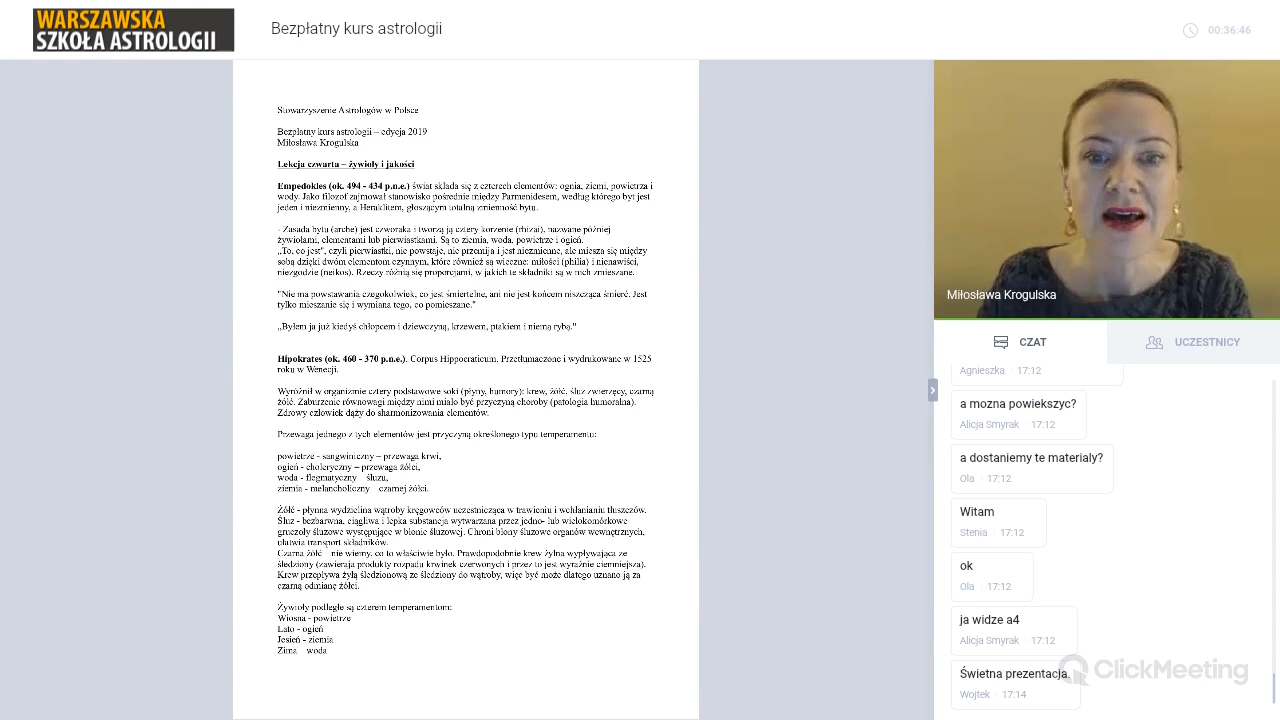 WARSZAWSKA
SZKOŁA ASTROLOGII
Bezpłatny kurs astrologii
00:36:46
Stowarzyszenie Astrologów w Polsce
Bezpłatny kurs astrologii – edycja 2019
Miłosława Krogulska
Lekcja czwarta – żywioły i jakości
Empedokles (ok. 494 - 434 p.n.e.) świat składa się z czterech elementów: ognia, ziemi, powietrza i
wody. Jako filozof zajmował stanowisko pośrednie między Parmenidesem, według którego byt jest
jeden i niezmienny, a Heraklitem, głoszącym totalną zmienność bytu.
- Zasada bytu (arche) jest czworaka i tworzą ją cztery korzenie (rhizai), nazwane później
żywiołami, elementami lub pierwiastkami. Są to ziemia, woda, powietrze i ogień.
„To, co jest", czyli pierwiastki, nie powstaje, nie przemija i jest niezmienne, ale miesza się między
sobą dzięki dwóm elementom czynnym, które również są wieczne: miłości (philia) i nienawiści,
niezgodzie (neikos). Rzeczy różnią się proporcjami, w jakich te składniki są w nich zmieszane.
"Nie ma powstawania czegokolwiek, co jest śmiertelne, ani nie jest końcem niszcząca śmierć. Jest
tylko mieszanie się i wymiana tego, co pomieszane."
„Byłem ja już kiedyś chłopcem i dziewczyną, krzewem, ptakiem i niemą rybą."
Hipokrates (ok. 460 - 370 p.n.e.). Corpus Hippocraticum. Przetłumaczone i wydrukowane w 1525
roku w Wenecji.
Wyróżnił w organizmie cztery podstawowe soki (płyny, humory): krew, żółć, śluz zwierzęcy, czarną
żółć. Zaburzenie równowagi między nimi miało być przyczyną choroby (patologia humoralna).
Zdrowy człowiek dąży do sharmonizowania elementów.
Przewaga jednego z tych elementów jest przyczyną określonego typu temperamentu:
powietrze - sangwiniczny – przewaga krwi,
ogień - choleryczny – przewaga żółci,
woda - flegmatyczny – śluzu,
ziemia - melancholiczny – czarnej żółci.
Żółć - płynna wydzielina wątroby kręgowców uczestnicząca w trawieniu i wchłanianiu tłuszczów.
Śluz - bezbarwna, ciągliwa i lepka substancja wytwarzana przez jedno- lub wielokomórkowe
gruczoły śluzowe występujące w błonie śluzowej. Chroni błony śluzowe organów wewnętrznych,
ułatwia transport składników.
Czarna żółć – nie wiemy, co to właściwie było. Prawdopodobnie krew żylna wypływająca ze
śledziony (zawierająca produkty rozpadu krwinek czerwonych i przez to jest wyraźnie ciemniejsza).
Krew przepływa żyłą śledzionową ze śledziony do wątroby, więc być może dlatego uznano ją za
czarną odmianę żółci.
Żywioły podległe są czterem temperamentom:
Wiosna - powietrze
Lato - ogień
Jesień - ziemia
Zima – woda
Miłosława Krogulska
CZAT
UCZESTNICY
Agnieszka 17:12
a mozna powiekszyc?
Alicja Smyrak 17:12
a dostaniemy te materialy?
Ola 17:12
Witam
Stenia 17:12
ok
Ola 17:12
ja widze a4
Alicja Smyrak 17:12
Świetna prezentacja.
Wojtek 17:14
ClickMeeting